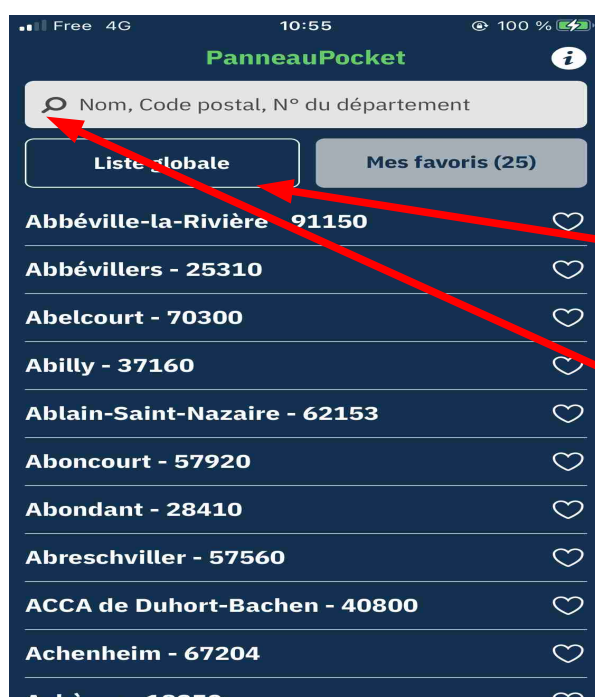 Free 4G 10:55 100 %
PanneauPocket i
Nom, Code postal, N° du département
Liste globale Mes favoris (25)
Abbéville-la-Rivière - 91150
Abbévillers - 25310
Abelcourt - 70300
Abilly - 37160
Ablain-Saint-Nazaire - 62153
Aboncourt - 57920
Abondant - 28410
Abreschviller - 57560
ACCA de Duhort-Bachen - 40800
Achenheim - 67204